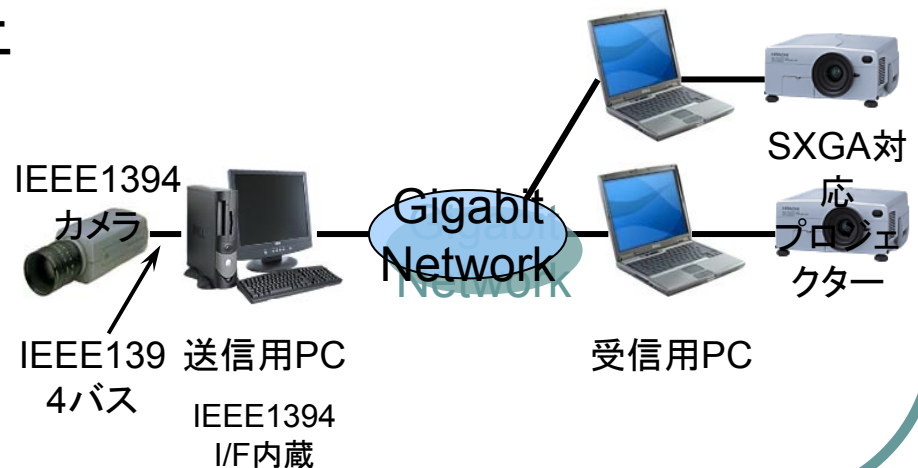 IEEE1394
カメラ
IEEE139
4バス
送信用PC
IEEE1394
I/F内蔵
Gigabit
Network
受信用PC
SXGA対
応
プロジェ
クター